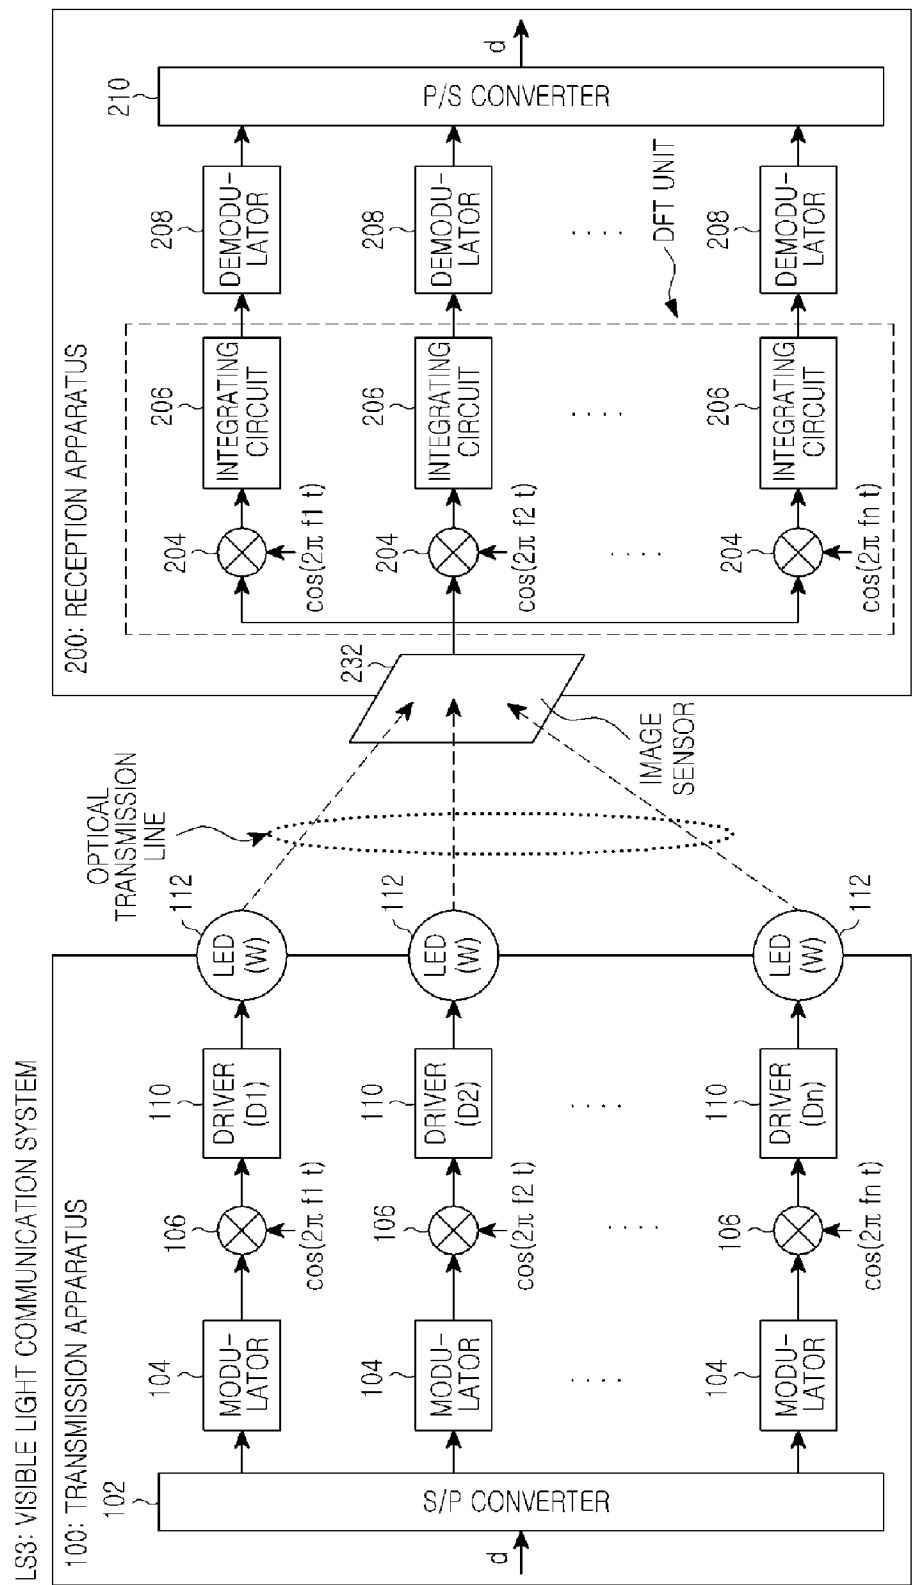 LS3: VISIBLE LIGHT COMMUNICATION SYSTEM
100: TRANSMISSION APPARATUS
d
102
S/P CONVERTER
104
MODU-
LATOR
106
cos(2π f1 t)
110
DRIVER
(D1)
112
LED
(W)
104
MODU-
LATOR
106
cos(2π f2 t)
110
DRIVER
(D2)
112
LED
(W)
. . . .
. . . .
. . . .
104
MODU-
LATOR
106
cos(2π fn t)
110
DRIVER
(Dn)
112
LED
(W)
OPTICAL
TRANSMISSION
LINE
200: RECEPTION APPARATUS
232
IMAGE
SENSOR
204
cos(2π f1 t)
206
INTEGRATING
CIRCUIT
208
DEMODU-
LATOR
204
cos(2π f2 t)
206
INTEGRATING
CIRCUIT
208
DEMODU-
LATOR
. . . .
. . . .
. . . .
DFT UNIT
204
cos(2π fn t)
206
INTEGRATING
CIRCUIT
208
DEMODU-
LATOR
210
P/S CONVERTER
d